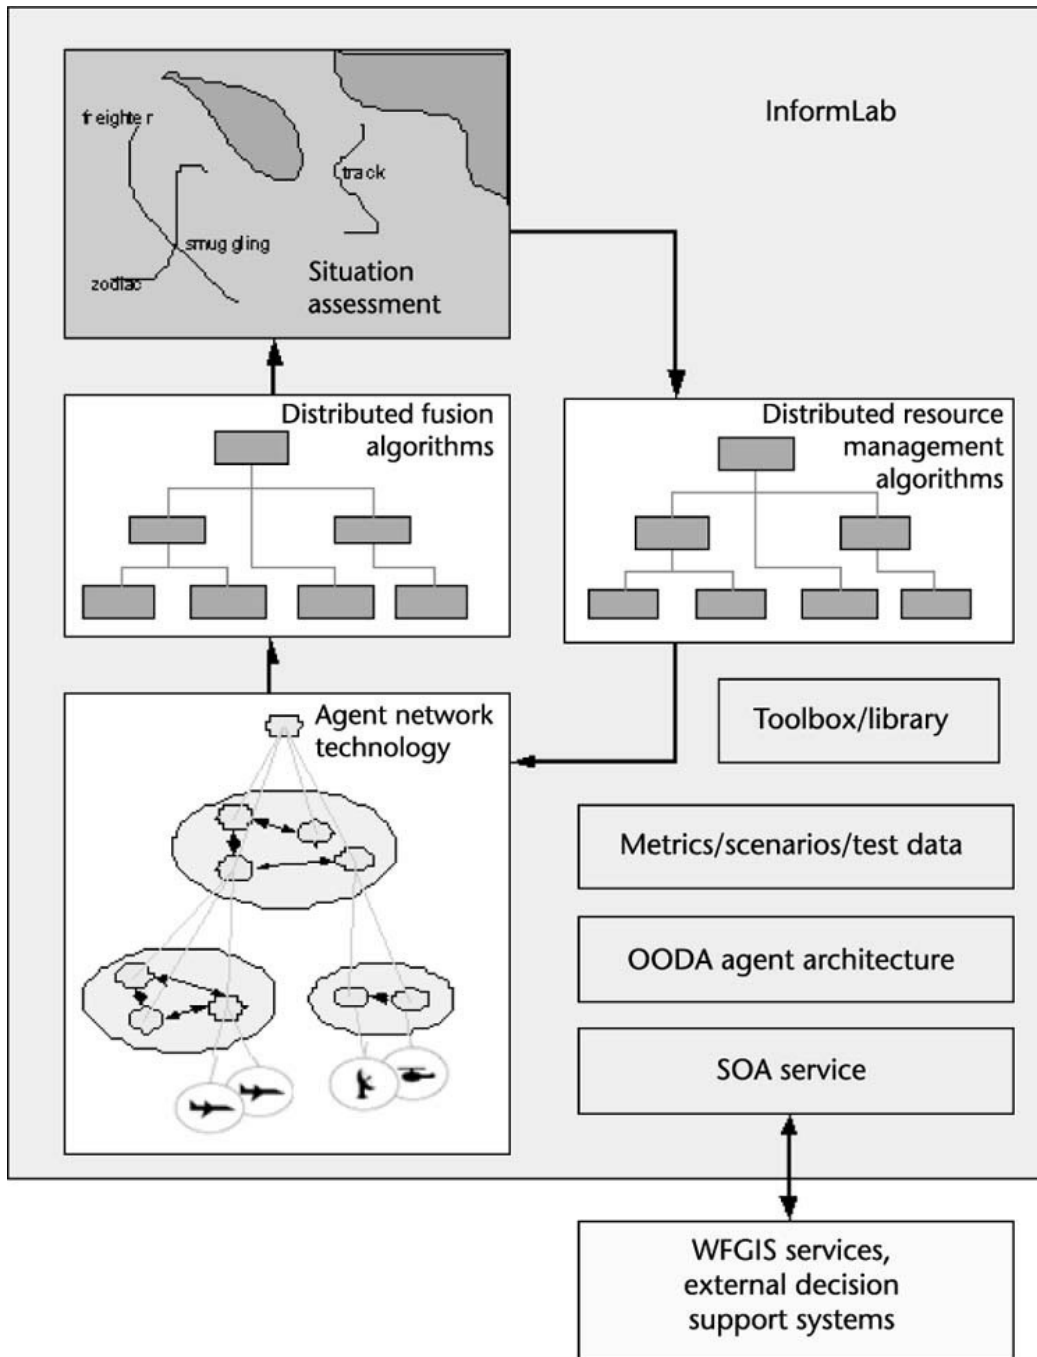 InformLab
freighter
track
smuggling
zodiac
Situation
assessment
Distributed fusion
algorithms
Distributed resource
management
algorithms
Agent network
technology
Toolbox/library
Metrics/scenarios/test data
OODA agent architecture
SOA service
WFGIS services,
external decision
support systems